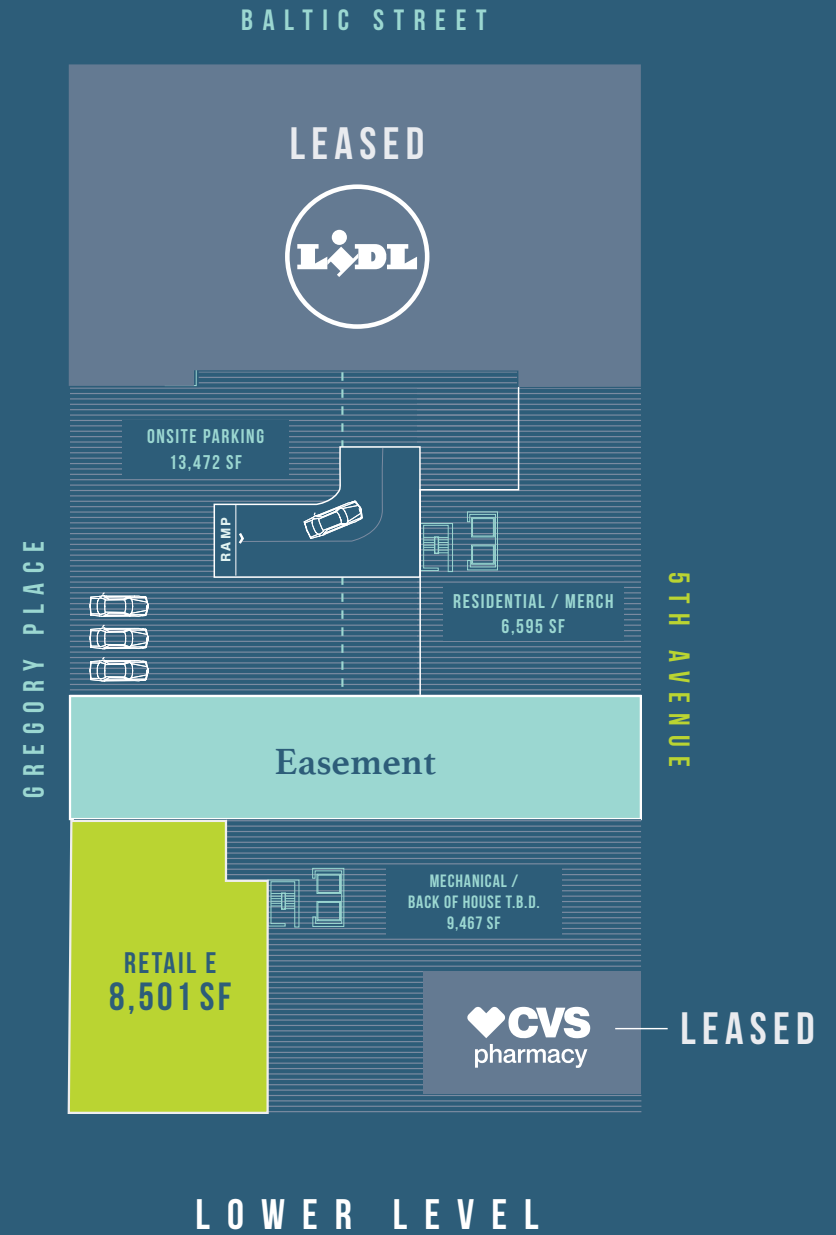 BALTIC STREET
LEASED
LIDL
ONSITE PARKING
13,472 SF
RAMP
GREGORY PLACE
RESIDENTIAL / MERCH
6,595 SF
5TH AVENUE
Easement
MECHANICAL /
BACK OF HOUSE T.B.D.
9,467 SF
RETAIL E
8,501 SF
CVS
pharmacy
LEASED
LOWER LEVEL